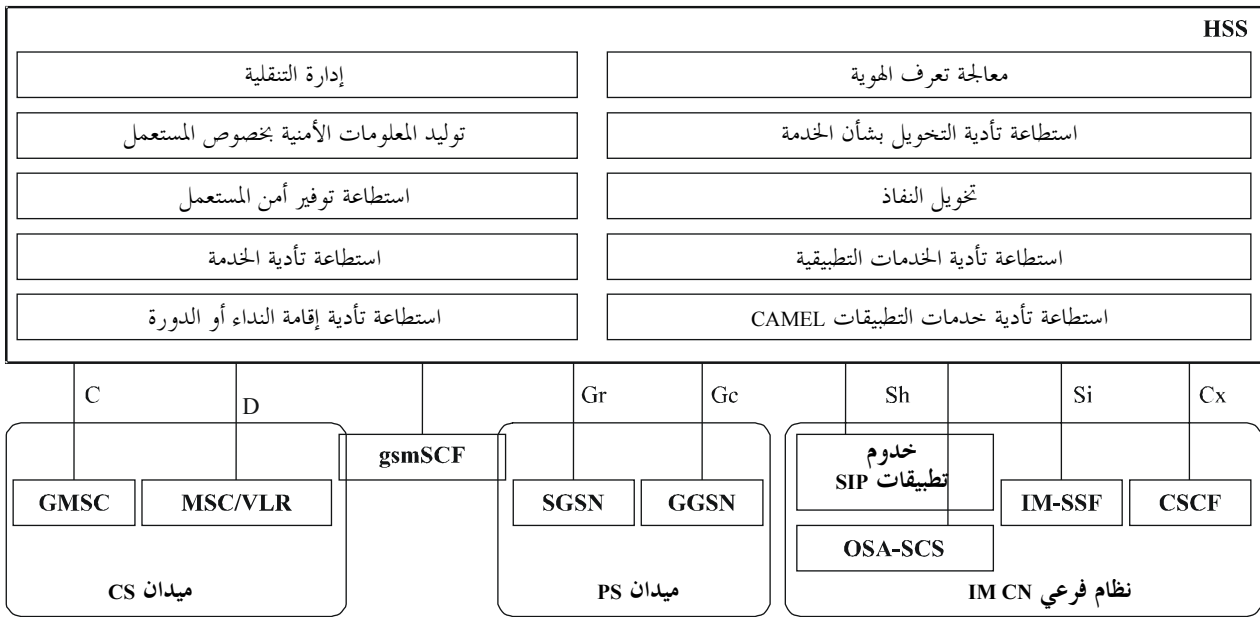 HSS
معالجة تعرف الهوية
إدارة التنقلية
استطاعة تأدية التخويل بشأن الخدمة
توليد المعلومات الأمنية بخصوص المستعمل
تخويل النفاذ
استطاعة توفير أمن المستعمل
استطاعة تأدية الخدمات التطبيقية
استطاعة تأدية الخدمة
استطاعة تأدية خدمات التطبيقات CAMEL
استطاعة تأدية إقامة النداء أو الدورة
C
D
Gr
Gc
Sh
Si
Cx
gsmSCF
خدوم
تطبيقات SIP
GMSC
MSC/VLR
SGSN
GGSN
IM-SSF
CSCF
OSA-SCS
ميدان CS
ميدان PS
نظام فرعي IM CN